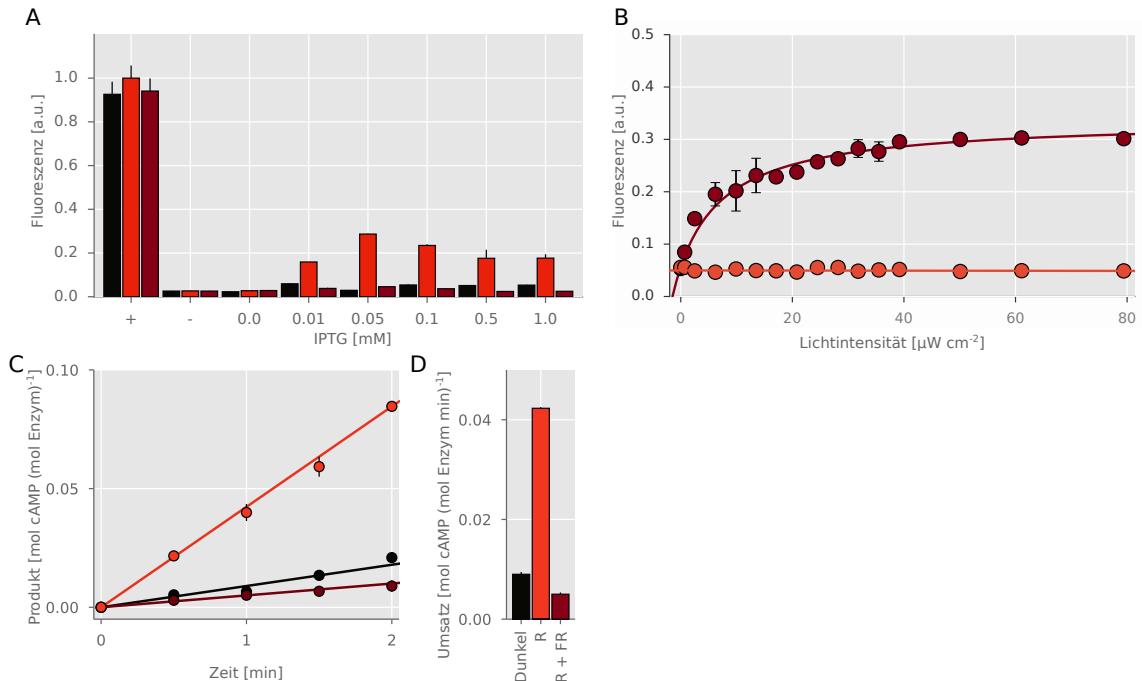 A
Fluoreszenz [a.u.]
1.0
0.8
0.6
0.4
0.2
0.0
+ - 0.0 0.01 0.05 0.1 0.5 1.0
IPTG [mM]
B
Fluoreszenz [a.u.]
0.5
0.4
0.3
0.2
0.1
0.0
0 20 40 60 80
Lichtintensität [µW cm⁻²]
C
Produkt [mol cAMP (mol Enzym)⁻¹]
0.10
0.05
0.00
0 1 2
Zeit [min]
D
Umsatz [mol cAMP (mol Enzym min)⁻¹]
0.04
0.02
0.00
Dunkel
R
R + FR